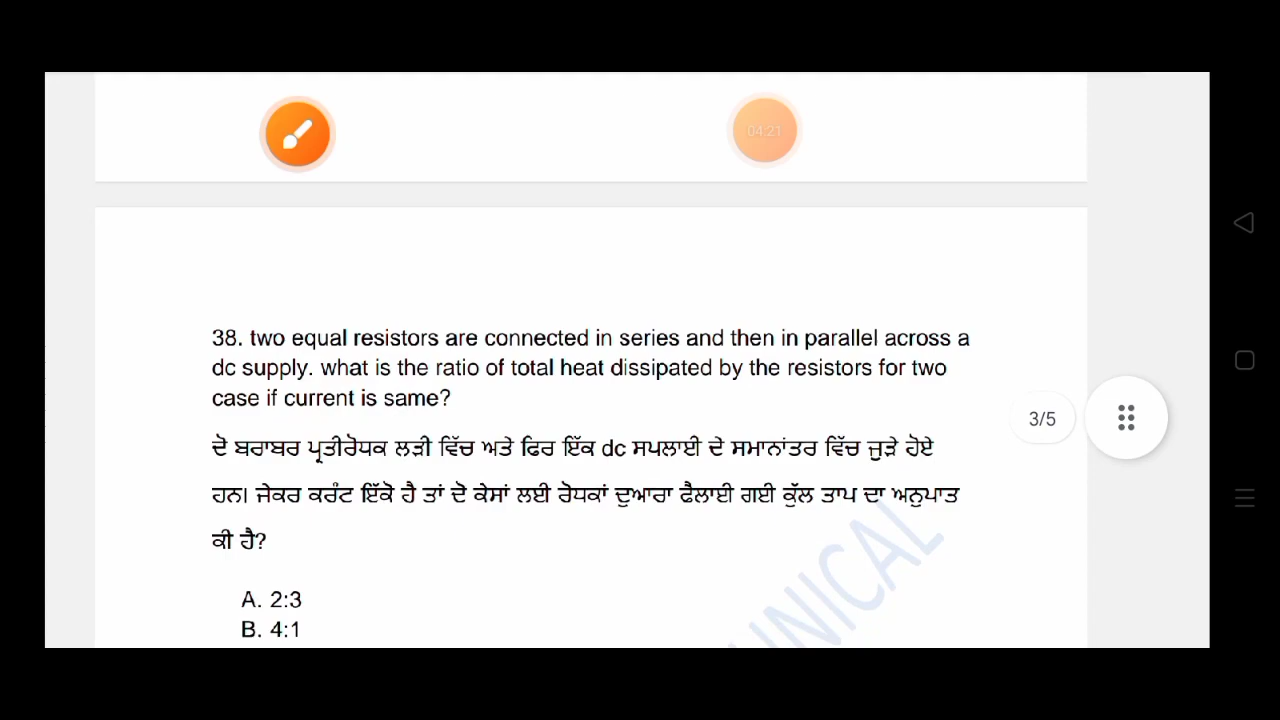 04:21
38. two equal resistors are connected in series and then in parallel across a
dc supply. what is the ratio of total heat dissipated by the resistors for two
case if current is same?
3/5
ਦੋ ਬਰਾਬਰ ਪ੍ਰਤੀਰੋਧਕ ਲੜੀ ਵਿੱਚ ਅਤੇ ਫਿਰ ਇੱਕ dc ਸਪਲਾਈ ਦੇ ਸਮਾਨਾਂਤਰ ਵਿੱਚ ਜੁੜੇ ਹੋਏ
ਹਨ। ਜੇਕਰ ਕਰੰਟ ਇੱਕੋ ਹੈ ਤਾਂ ਦੋ ਕੇਸਾਂ ਲਈ ਰੋਧਕਾਂ ਦੁਆਰਾ ਫੈਲਾਈ ਗਈ ਕੁੱਲ ਤਾਪ ਦਾ ਅਨੁਪਾਤ
ਕੀ ਹੈ?
A. 2:3
B. 4:1